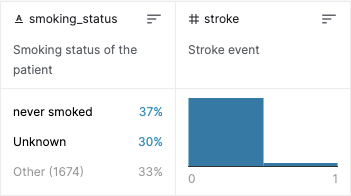 smoking_status
stroke
Smoking status of the
patient
Stroke event
never smoked 37%
Unknown 30%
Other (1674) 33%
0 1